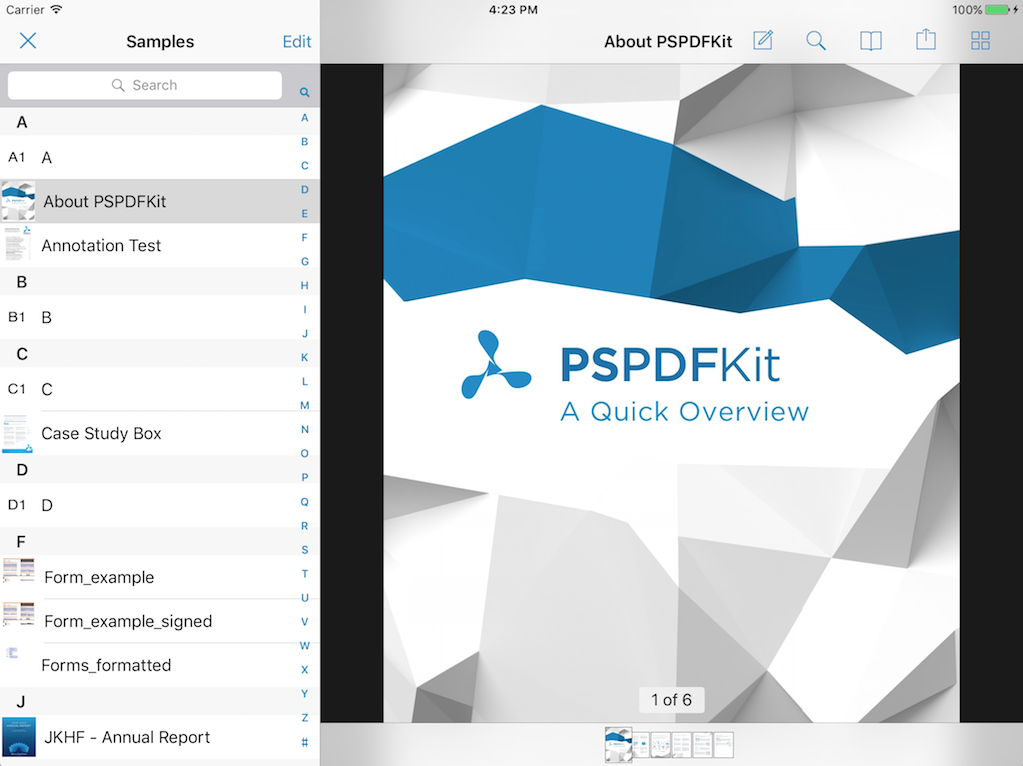 Carrier
4:23 PM
100%
Samples
Edit
About PSPDFKit
Search
A
A1 A
About PSPDFKit
Annotation Test
B
B1 B
C
C1 C
Case Study Box
D
D1 D
F
Form_example
Form_example_signed
Forms_formatted
J
JKHF - Annual Report
A
B
C
D
E
F
G
H
I
J
K
L
M
N
O
P
Q
R
S
T
U
V
W
X
Y
Z
#
PSPDFKit
A Quick Overview
1 of 6